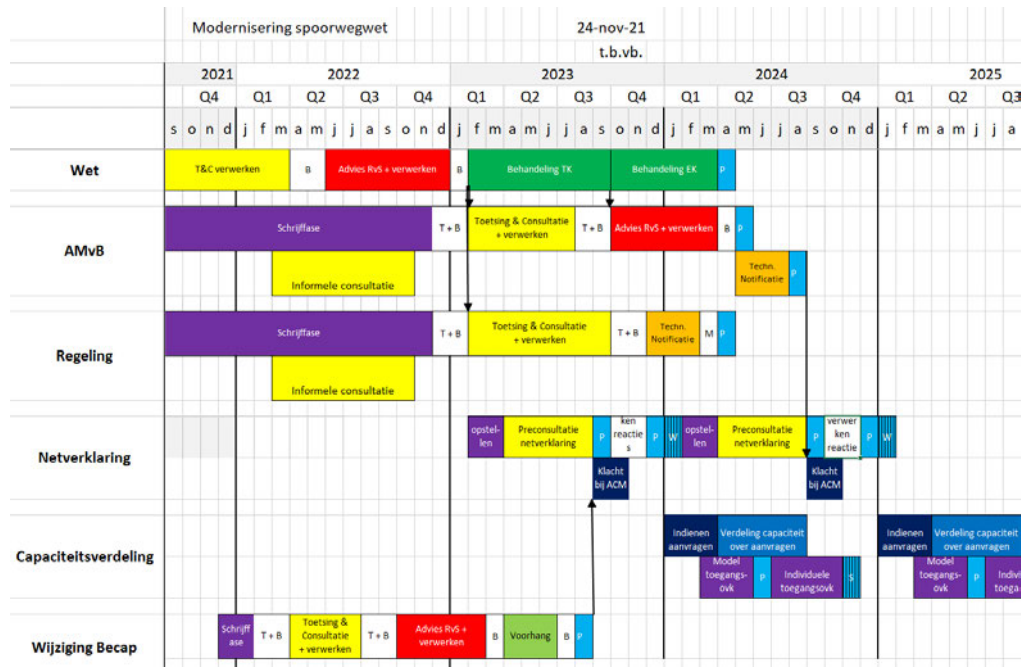 Modernisering spoorwegwet 24-nov-21
t.b.vb.
2021 2022 2023 2024 2025
Q4 Q1 Q2 Q3 Q4 Q1 Q2 Q3 Q4 Q1 Q2 Q3 Q4 Q1 Q2 Q3
s o n d j f m a m j j a s o n d j f m a m j j a s o n d j f m a m j j a s o n d j f m a m j j a
Wet
T&C verwerken B Advies RvS + verwerken B Behandeling TK Behandeling EK P
AMvB
Schrijffase T + B Toetsing & Consultatie
+ verwerken T + B Advies RvS + verwerken B P
Informele consultatie Techn.
Notificatie P
Regeling
Schrijffase T + B Toetsing & Consultatie
+ verwerken T + B Techn.
Notificatie M P
Informele consultatie
Netverklaring
opstel-
len Preconsultatie
netverklaring P ken
reactie
s P W opstel-
len Preconsultatie
netverklaring P verwer
ken
reactie P W
Klacht
bij ACM Klacht
bij ACM
Capaciteitsverdeling
Indienen
aanvragen Verdeling capaciteit
over aanvragen Indienen
aanvragen Verdeling capaciteit
over aanvragen
Model
toegangs-
ovk P Individuele
toegangsovk S Model
toegangs-
ovk P Individ
toegang
Wijziging Becap
Schrijff
ase T + B Toetsing &
Consultatie
+ verwerken T + B Advies RvS +
verwerken B Voorhang B P